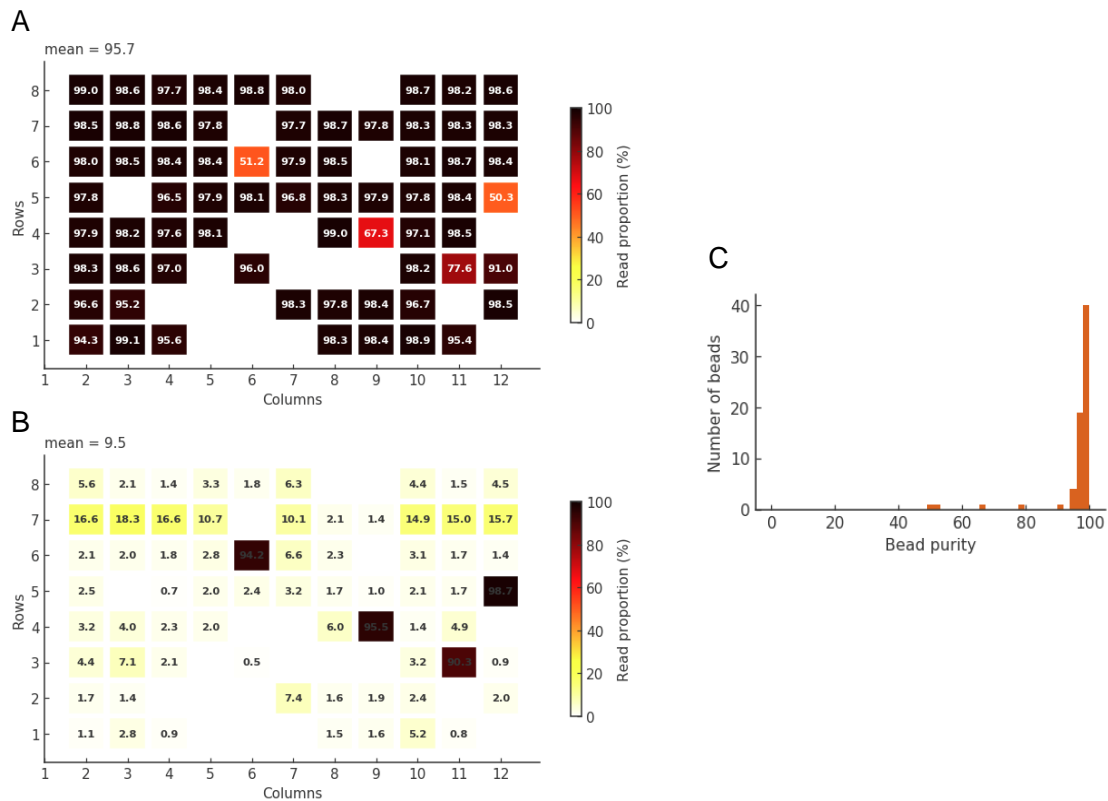 A
mean = 95.7
8 99.0 98.6 97.7 98.4 98.8 98.0 98.7 98.2 98.6
7 98.5 98.8 98.6 97.8 97.7 98.7 97.8 98.3 98.3 98.3
6 98.0 98.5 98.4 98.4 51.2 97.9 98.5 98.1 98.7 98.4
5 97.8 96.5 97.9 98.1 96.8 98.3 97.9 97.8 98.4 50.3
4 97.9 98.2 97.6 98.1 99.0 67.3 97.1 98.5
3 98.3 98.6 97.0 96.0 98.2 77.6 91.0
2 96.6 95.2 98.3 97.8 98.4 96.7 98.5
1 94.3 99.1 95.6 98.3 98.4 98.9 95.4
Rows
1 2 3 4 5 6 7 8 9 10 11 12
Columns
100
80
60
40
20
0
Read proportion (%)
B
mean = 9.5
8 5.6 2.1 1.4 3.3 1.8 6.3 4.4 1.5 4.5
7 16.6 18.3 16.6 10.7 10.1 2.1 1.4 14.9 15.0 15.7
6 2.1 2.0 1.8 2.8 94.2 6.6 2.3 3.1 1.7 1.4
5 2.5 0.7 2.0 2.4 3.2 1.7 1.0 2.1 1.7 98.7
4 3.2 4.0 2.3 2.0 6.0 95.5 1.4 4.9
3 4.4 7.1 2.1 0.5 3.2 90.3 0.9
2 1.7 1.4 7.4 1.6 1.9 2.4 2.0
1 1.1 2.8 0.9 1.5 1.6 5.2 0.8
Rows
1 2 3 4 5 6 7 8 9 10 11 12
Columns
100
80
60
40
20
0
Read proportion (%)
C
40
30
20
10
0
Number of beads
0 20 40 60 80 100
Bead purity